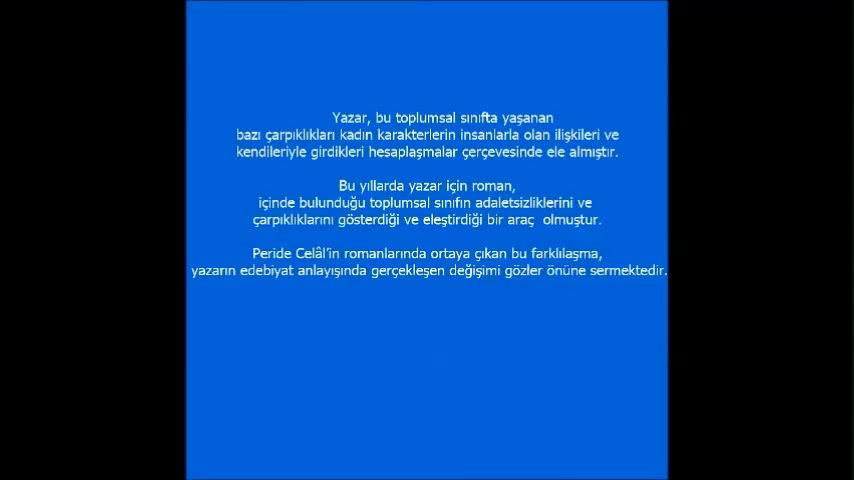 Yazar, bu toplumsal sınıfta yaşanan
bazı çarpıklıkları kadın karakterlerin insanlarla olan ilişkileri ve
kendileriyle girdikleri hesaplaşmalar çerçevesinde ele almıştır.
Bu yıllarda yazar için roman,
içinde bulunduğu toplumsal sınıfın adaletsizliklerini ve
çarpıklıklarını gösterdiği ve eleştirdiği bir araç olmuştur.
Peride Celâl'in romanlarında ortaya çıkan bu farklılaşma,
yazarın edebiyat anlayışında gerçekleşen değişimi gözler önüne sermektedir.